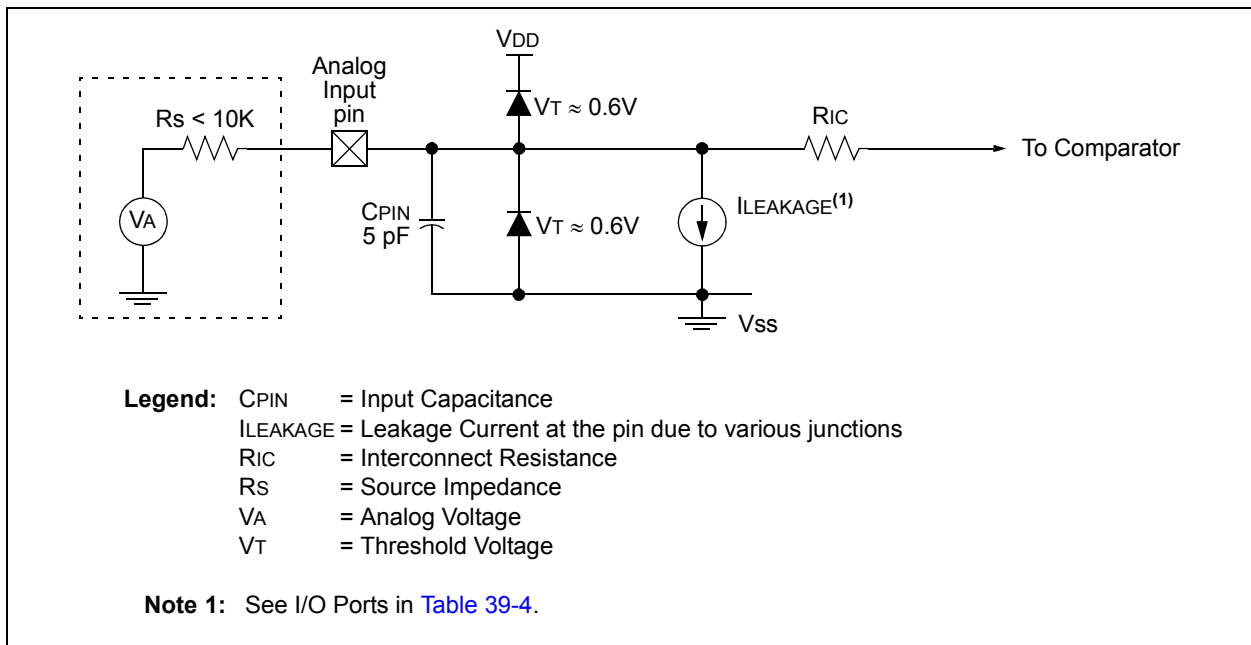 VDD
Analog
Input
pin
Rs < 10K
VT ≈ 0.6V
RIC
To Comparator
VA
CPIN
5 pF
VT ≈ 0.6V
ILEAKAGE(1)
Vss
Legend: CPIN = Input Capacitance
ILEAKAGE = Leakage Current at the pin due to various junctions
RIC = Interconnect Resistance
RS = Source Impedance
VA = Analog Voltage
VT = Threshold Voltage
Note 1: See I/O Ports in Table 39-4.